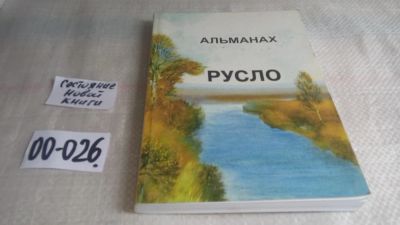 АЛЬМАНАХ
РУСЛО
Состояние
Новой
книги
00-026.